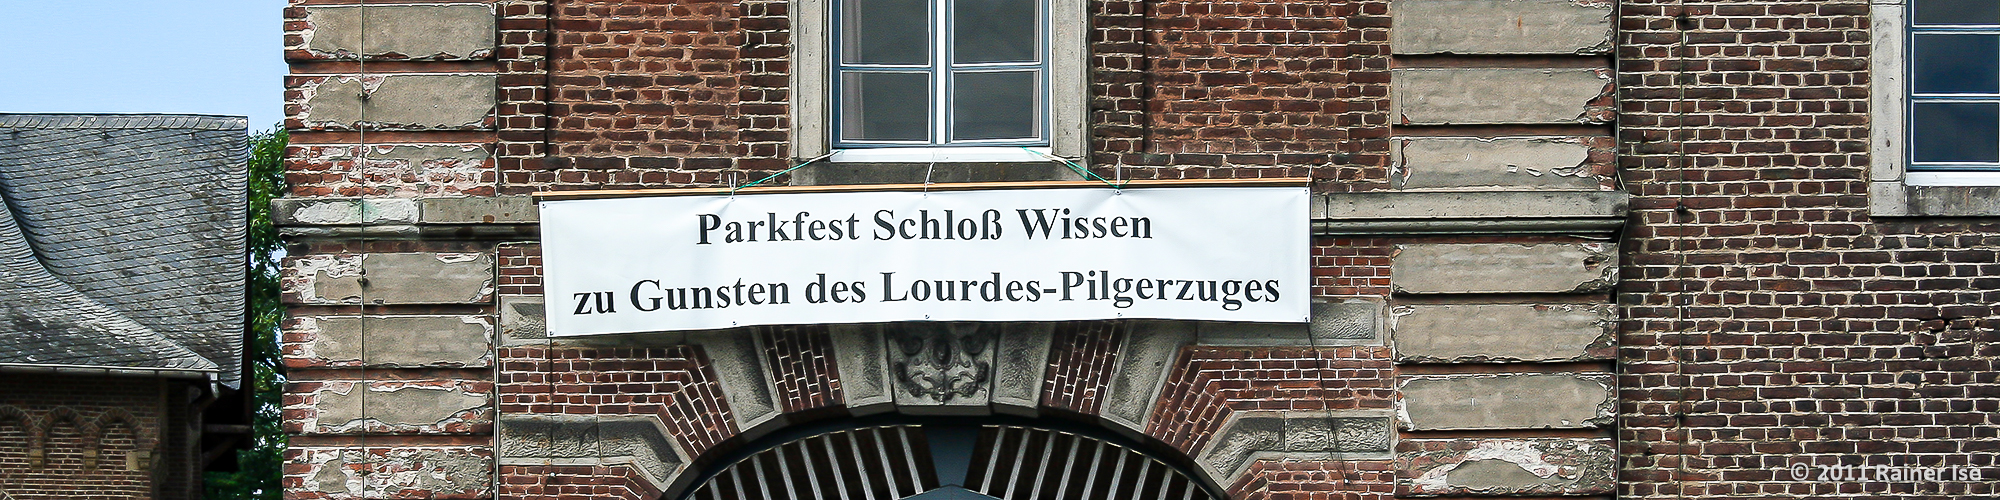 Parkfest Schloß Wissen
zu Gunsten des Lourdes-Pilgerzuges
© 2011 Rainer Ise